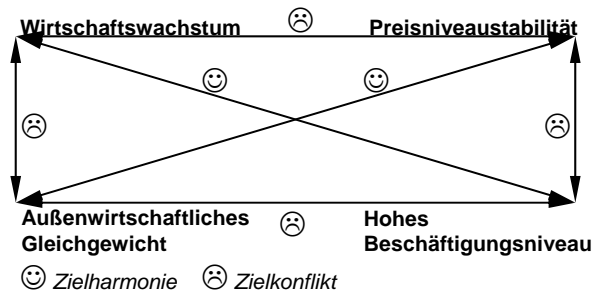 Wirtschaftswachstum Preisniveaustabilität
Außenwirtschaftliches Hohes
Gleichgewicht Beschäftigungsniveau
Zielharmonie Zielkonflikt